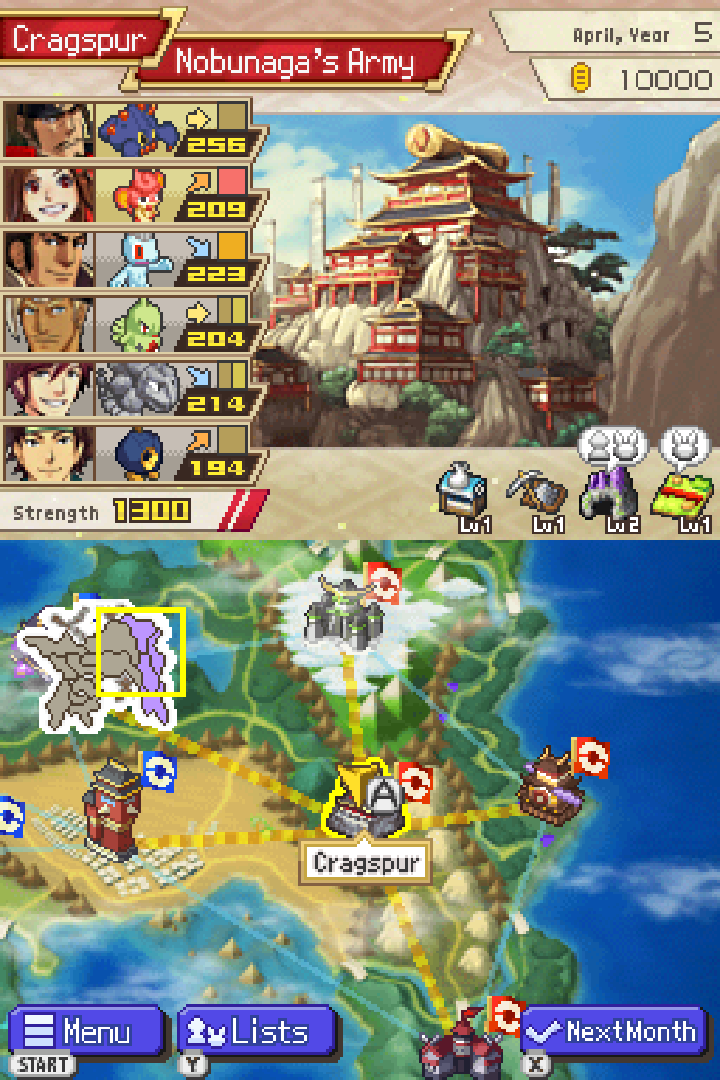 Cragspur
April, Year 5
Nobunaga's Army
10000
256
209
223
204
214
194
Strength 1300
Lv1
Lv1
Lv2
Lv1
A
Cragspur
Menu
START
Lists
Y
NextMonth
X